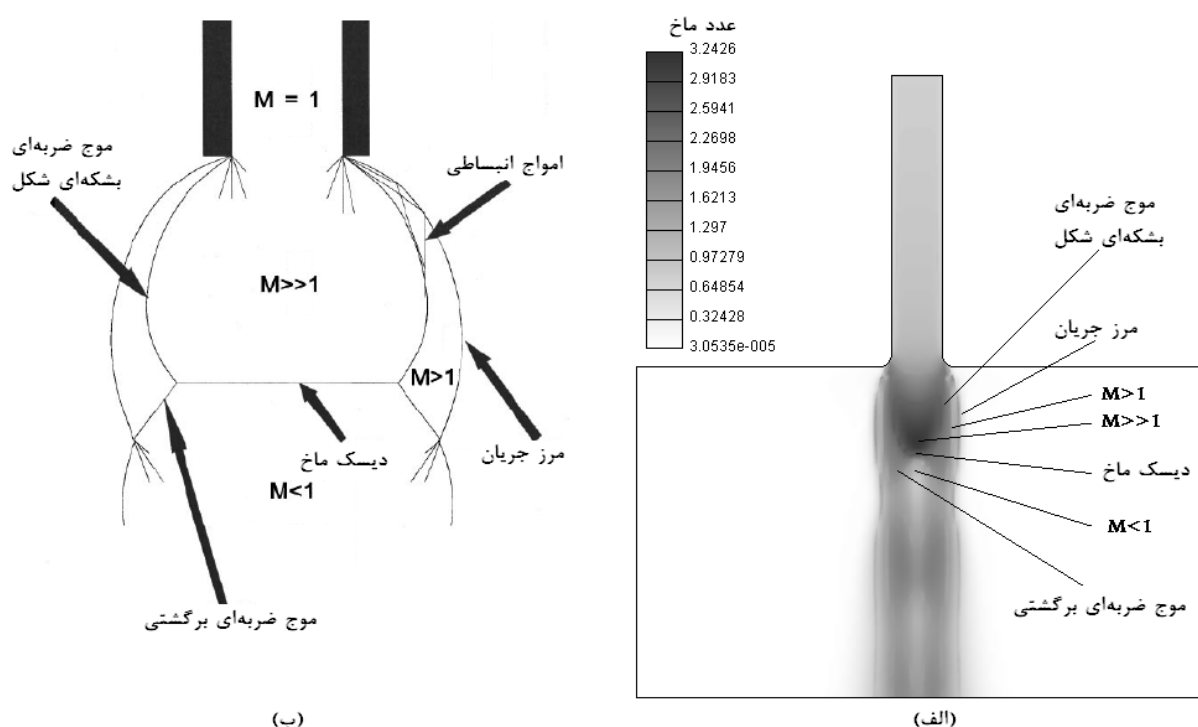 عدد ماخ
3.2426
2.9183
2.5941
2.2698
1.9456
1.6213
1.297
0.97279
0.64854
0.32428
3.0535e-005
موج ضربه‌ای
بشکه‌ای شکل
مرز جریان
M>1
M>>1
دیسک ماخ
M<1
موج ضربه‌ای برگشتی
(الف)
M = 1
امواج انبساطی
موج ضربه‌ای
بشکه‌ای شکل
M>>1
M>1
مرز جریان
دیسک ماخ
M<1
موج ضربه‌ای برگشتی
(ب)